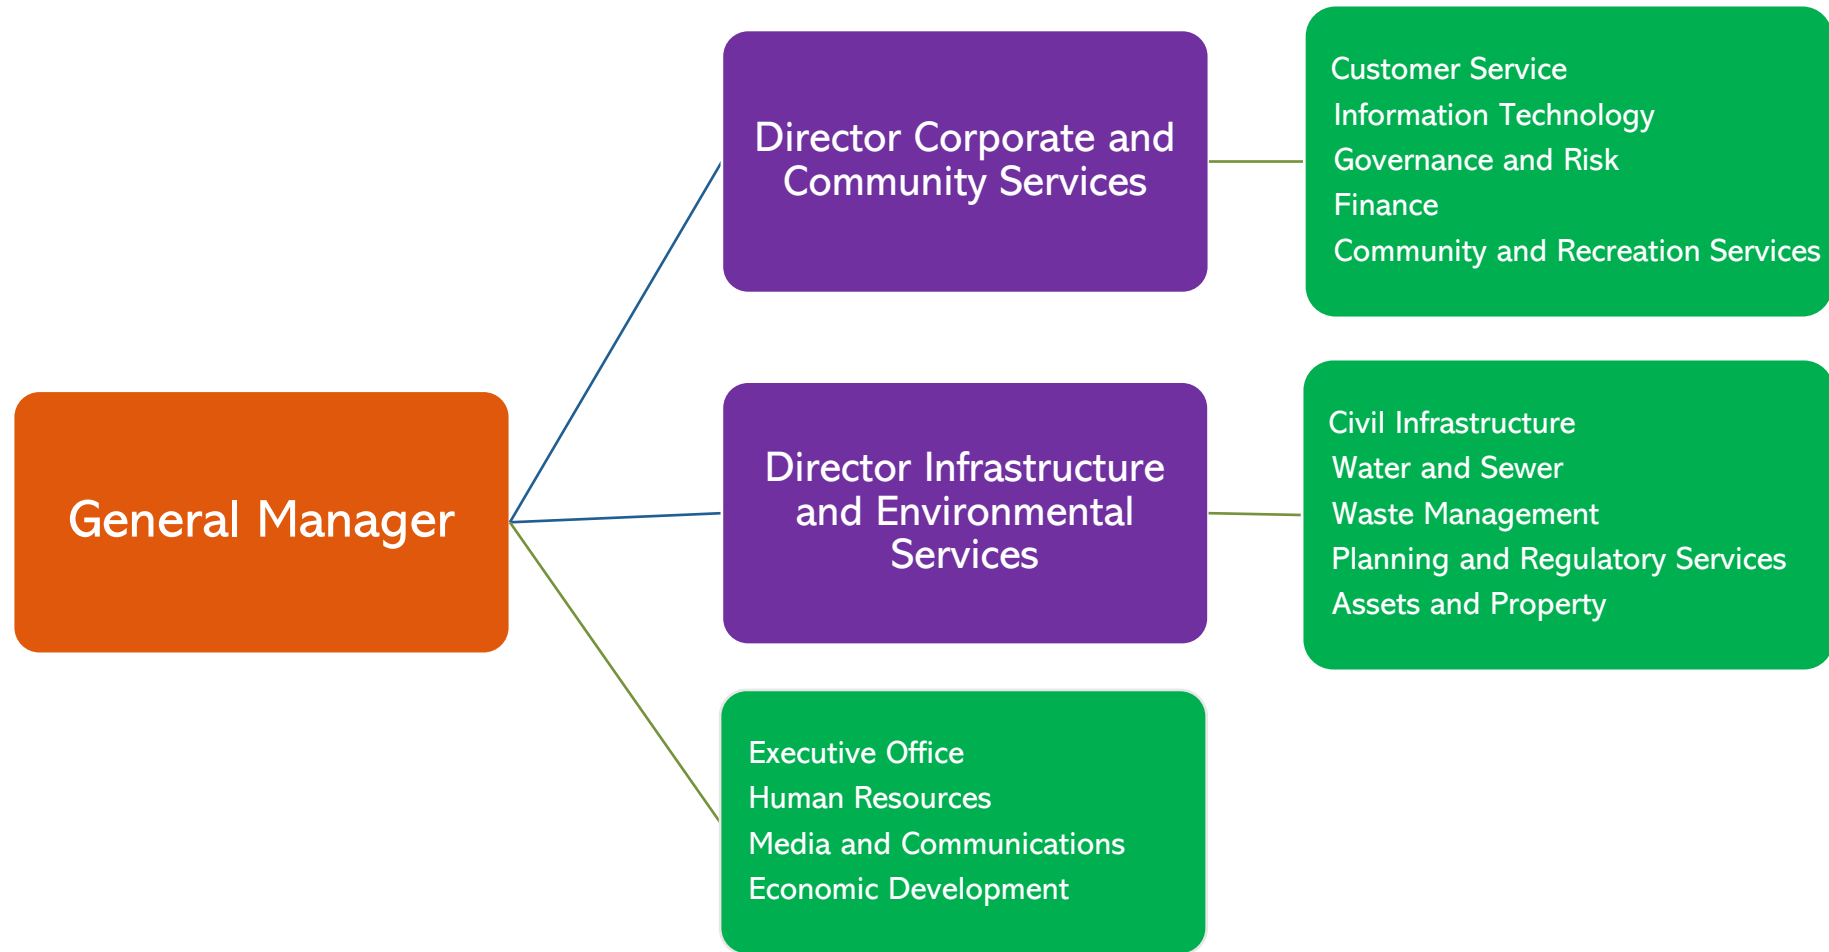 General Manager
Director Corporate and
Community Services
Customer Service
Information Technology
Governance and Risk
Finance
Community and Recreation Services
Director Infrastructure
and Environmental
Services
Civil Infrastructure
Water and Sewer
Waste Management
Planning and Regulatory Services
Assets and Property
Executive Office
Human Resources
Media and Communications
Economic Development